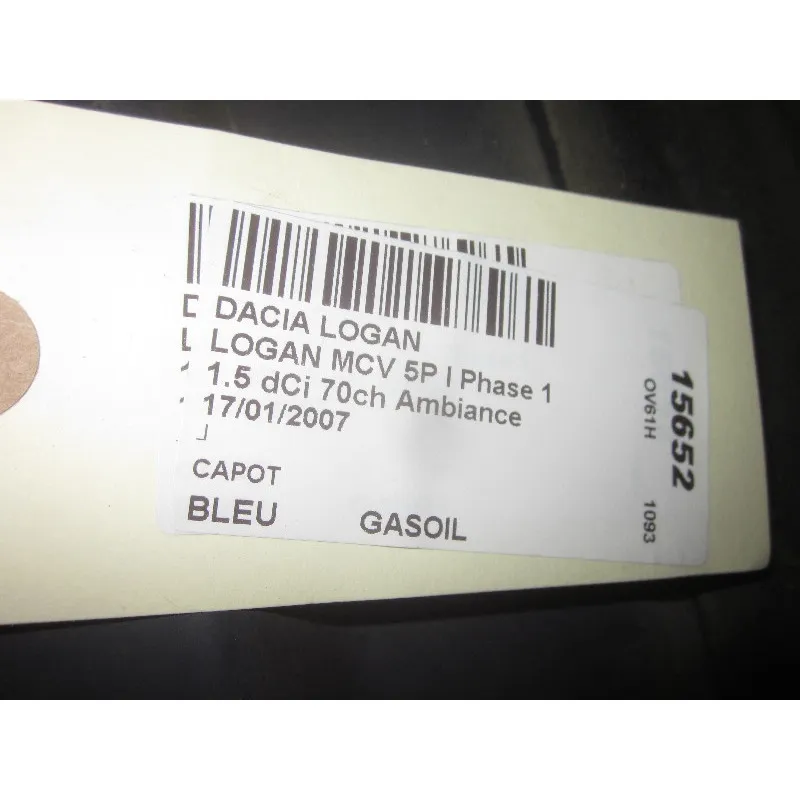 DACIA LOGAN
LOGAN MCV 5P I Phase 1
1.5 dCi 70ch Ambiance
17/01/2007
CAPOT
BLEU GASOIL
15652
OV61H 1093